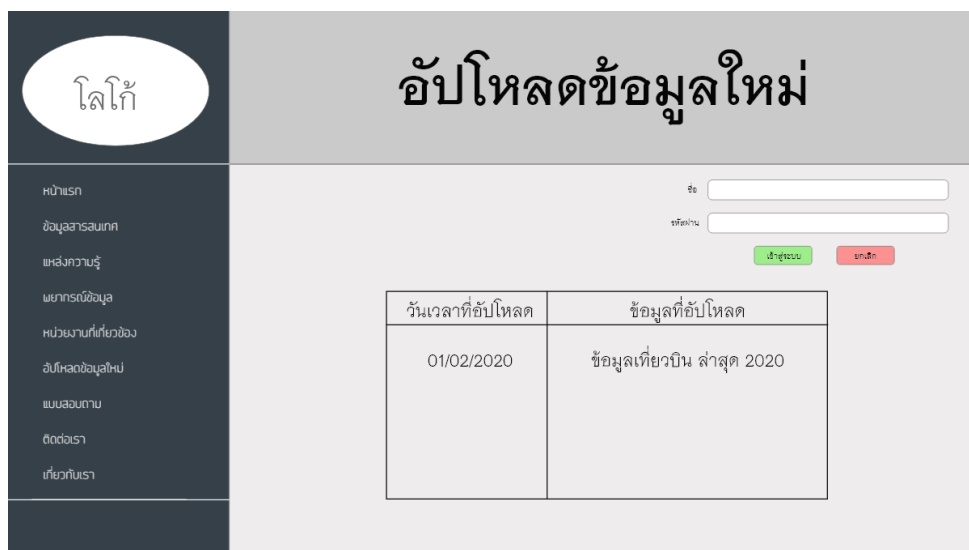 โลโก้
อัปโหลดข้อมูลใหม่
หน้าแรก
ข้อมูลสารสนเทศ
แหล่งความรู้
พยากรณ์ข้อมูล
หน่วยงานที่เกี่ยวข้อง
อัปโหลดข้อมูลใหม่
แบบสอบถาม
ติดต่อเรา
เกี่ยวกับเรา
ชื่อ
รหัสผ่าน
เข้าสู่ระบบ ยกเลิก
วันเวลาที่อัปโหลด ข้อมูลที่อัปโหลด
01/02/2020 ข้อมูลเที่ยวบิน ล่าสุด 2020